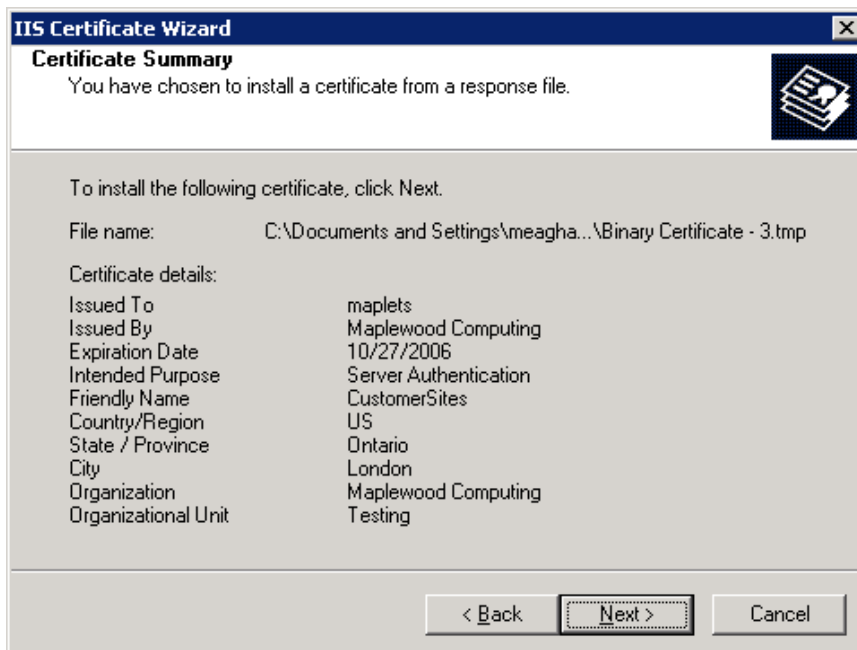 IIS Certificate Wizard
Certificate Summary
You have chosen to install a certificate from a response file.
To install the following certificate, click Next.
File name: C:\Documents and Settings\meagha...\Binary Certificate - 3.tmp
Certificate details:
Issued To maplets
Issued By Maplewood Computing
Expiration Date 10/27/2006
Intended Purpose Server Authentication
Friendly Name CustomerSites
Country/Region US
State / Province Ontario
City London
Organization Maplewood Computing
Organizational Unit Testing
< Back Next > Cancel